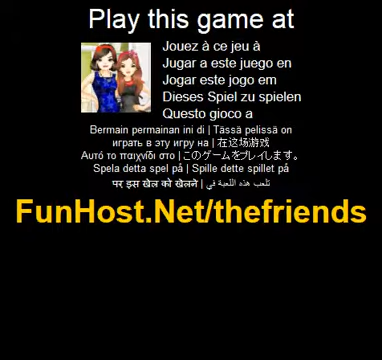 Play this game at
Jouez à ce jeu à
Jugar a este juego en
Jogar este jogo em
Dieses Spiel zu spielen
Questo gioco a
Bermain permainan ini di | Tässä pelissä on
играть в эту игру на | 在这场游戏
Αυτό το παιχνίδι στο | このゲームをプレイします。
Spela detta spel på | Spille dette spillet på
पर इस खेल को खेलने | تلعب هذه اللعبة في
FunHost.Net/thefriends